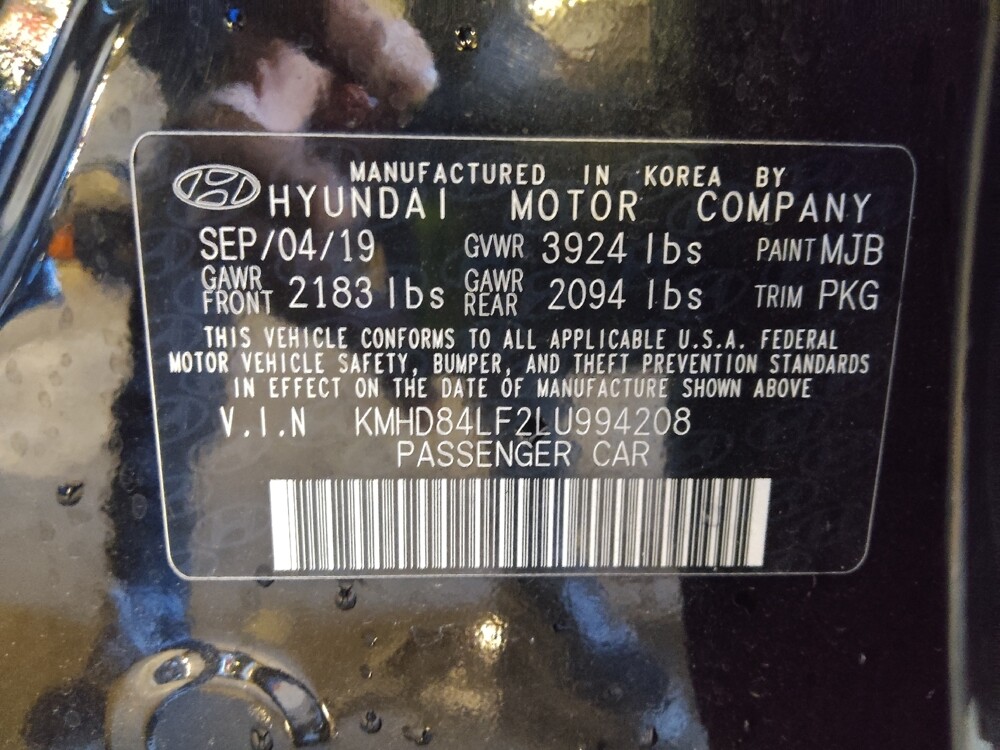 MANUFACTURED IN KOREA BY
HYUNDAI MOTOR COMPANY
SEP/04/19 GVWR 3924 lbs PAINT MJB
GAWR FRONT 2183 lbs GAWR REAR 2094 lbs TRIM PKG
THIS VEHICLE CONFORMS TO ALL APPLICABLE U.S.A. FEDERAL
MOTOR VEHICLE SAFETY, BUMPER, AND THEFT PREVENTION STANDARDS
IN EFFECT ON THE DATE OF MANUFACTURE SHOWN ABOVE
V.I.N KMHD84LF2LU994208
PASSENGER CAR